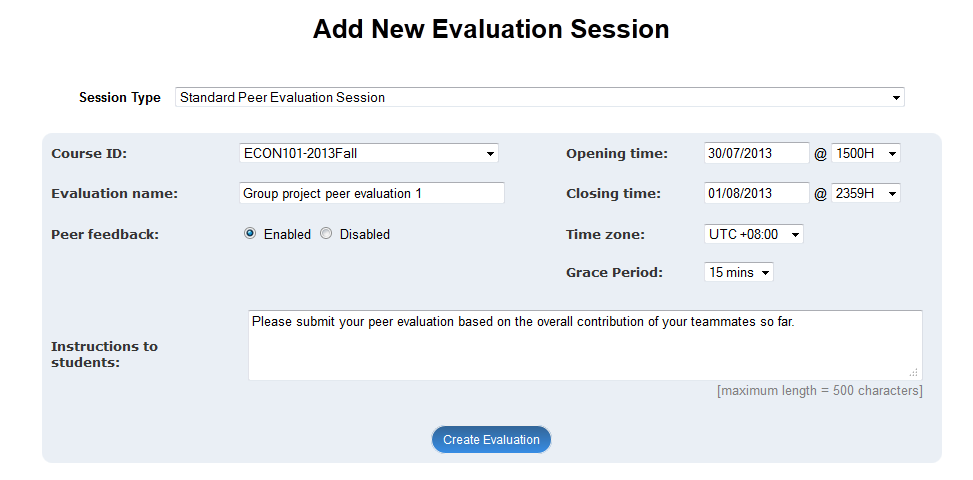 Add New Evaluation Session
Session Type Standard Peer Evaluation Session
Course ID: ECON101-2013Fall Opening time: 30/07/2013 @ 1500H
Evaluation name: Group project peer evaluation 1 Closing time: 01/08/2013 @ 2359H
Peer feedback: Enabled Disabled Time zone: UTC +08:00
Grace Period: 15 mins
Please submit your peer evaluation based on the overall contribution of your teammates so far.
Instructions to
students:
[maximum length = 500 characters]
Create Evaluation